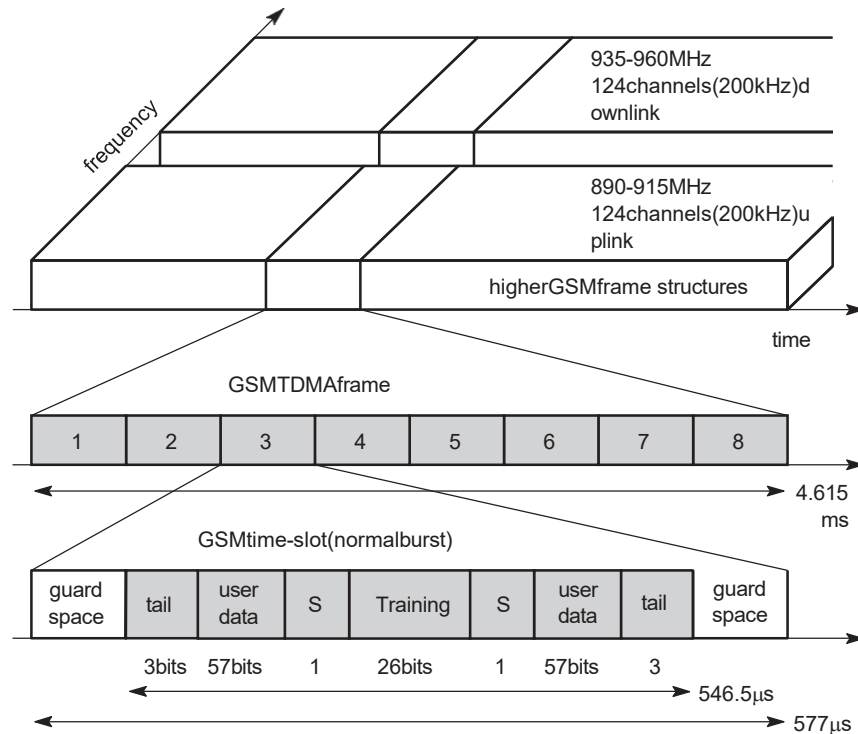 935-960MHz
124channels(200kHz)d
ownlink
frequency
890-915MHz
124channels(200kHz)u
plink
higherGSMframe structures
time
GSMTDMAframe
1 2 3 4 5 6 7 8
4.615
ms
GSMtime-slot(normalburst)
guard space tail user data S Training S user data tail guard space
3bits 57bits 1 26bits 1 57bits 3
546.5μs
577μs